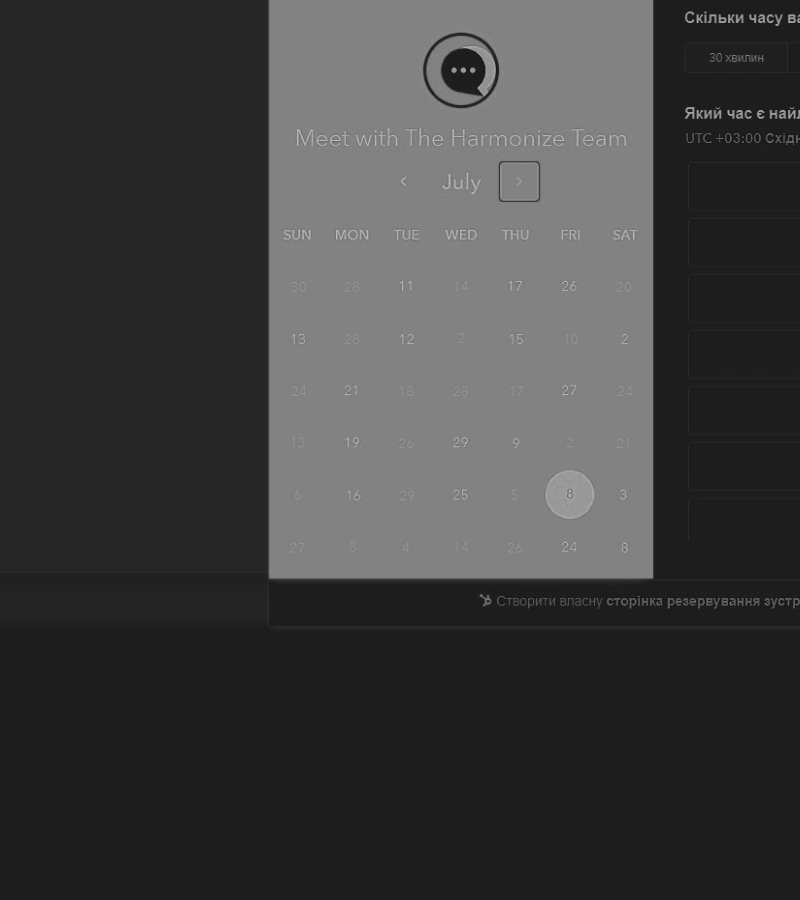 Meet with The Harmonize Team
July
SUN MON TUE WED THU FRI SAT
30 28 11 14 17 26 20
13 28 12 2 15 10 2
24 21 18 28 17 27 24
13 19 26 29 9 2 21
6 16 29 25 5 8 3
27 8 4 14 26 24 8
Скільки часу ва
30 хвилин
Який час є най
UTC +03:00 Східн
Створити власну сторінка резервування зустр